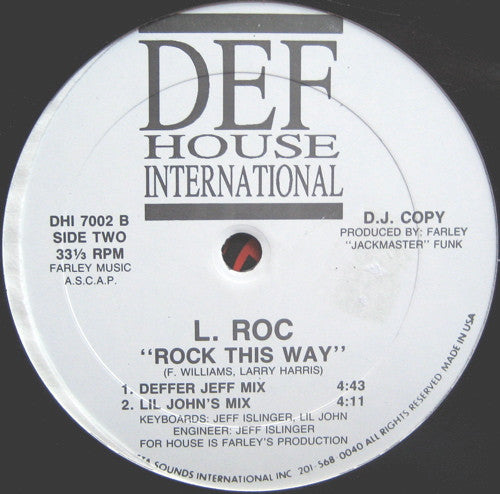 DEF
HOUSE
INTERNATIONAL
DHI 7002 B
SIDE TWO
33⅓ RPM
FARLEY MUSIC
A.S.C.A.P.
D.J. COPY
PRODUCED BY: FARLEY
"JACKMASTER" FUNK
L. ROC
"ROCK THIS WAY"
(F. WILLIAMS, LARRY HARRIS)
1. DEFFER JEFF MIX 4:43
2. LIL JOHN'S MIX 4:11
KEYBOARDS: JEFF ISLINGER, LIL JOHN
ENGINEER: JEFF ISLINGER
FOR HOUSE IS FARLEY'S PRODUCTION
SOUNDS INTERNATIONAL INC 201-568 0040 ALL RIGHTS RESERVED MADE IN USA